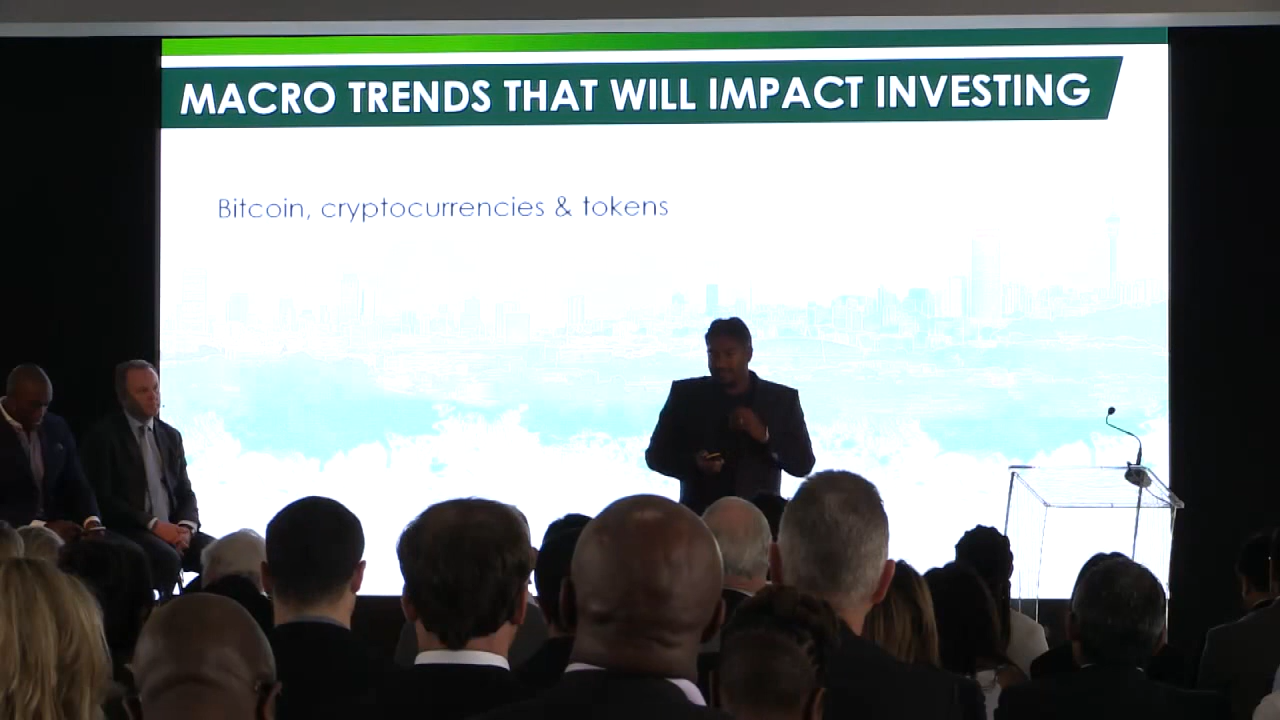 MACRO TRENDS THAT WILL IMPACT INVESTING
Bitcoin, cryptocurrencies & tokens